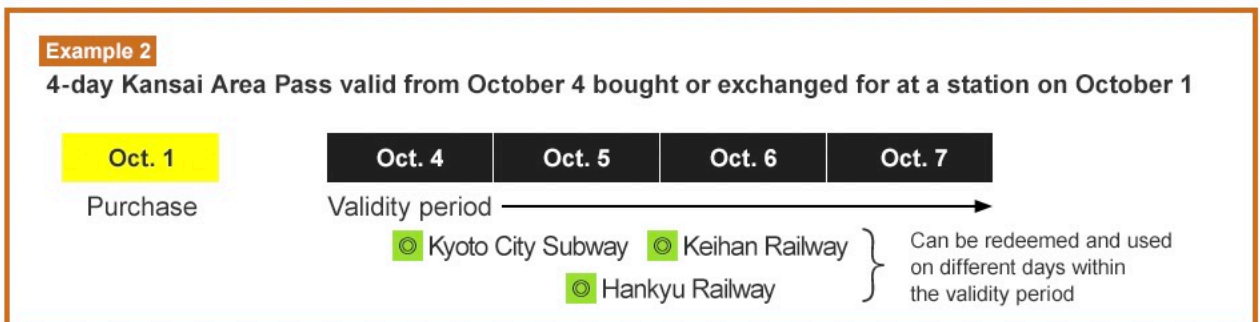 Example 2
4-day Kansai Area Pass valid from October 4 bought or exchanged for at a station on October 1
Oct. 1
Oct. 4
Oct. 5
Oct. 6
Oct. 7
Purchase
Validity period
Kyoto City Subway
Keihan Railway
Hankyu Railway
Can be redeemed and used
on different days within
the validity period